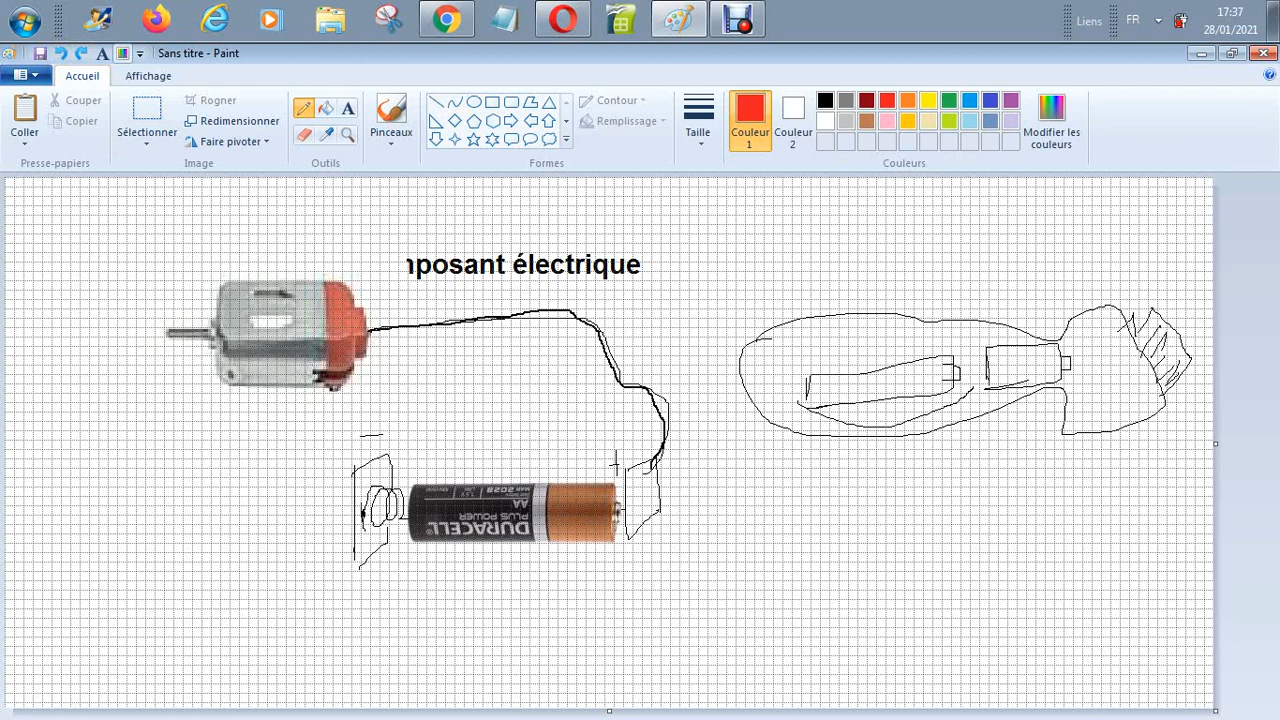 17:37
Liens
FR
28/01/2021
Sans titre - Paint
Accueil
Affichage
Coller
Couper
Copier
Presse-papiers
Sélectionner
Rogner
Redimensionner
Faire pivoter
Image
Outils
Pinceaux
Formes
Contour
Remplissage
Taille
Couleur 1
Couleur 2
Modifier les couleurs
Couleurs
mposant électrique
DURACELL
PLUS POWER
AA